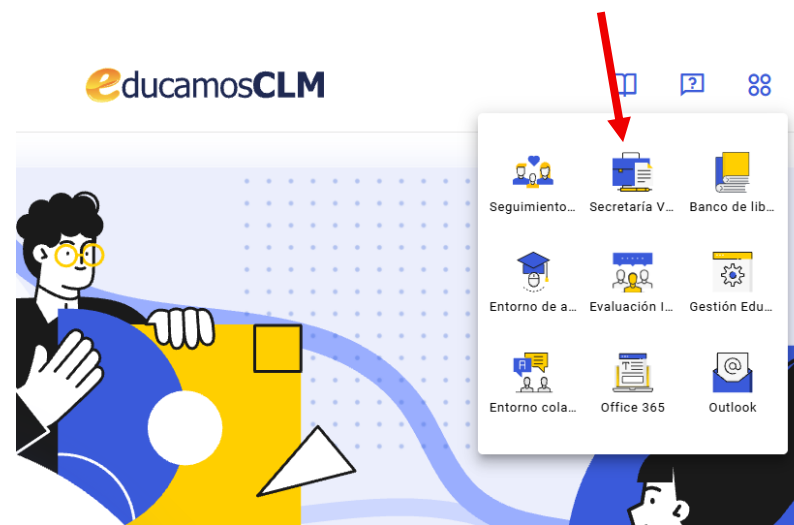 educamosCLM
Seguimiento... Secretaría V... Banco de lib...
Entorno de a... Evaluación I... Gestión Edu...
Entorno cola... Office 365 Outlook